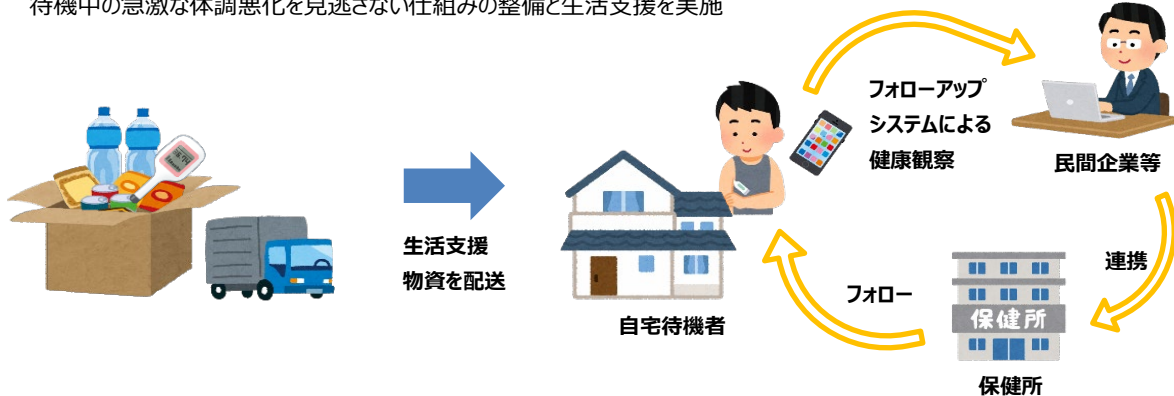 待機中の急激な体調悪化を見逃さない仕組みの整備と生活支援を実施
フォローアップ
システムによる
健康観察
民間企業等
生活支援
物資を配送
連携
フォロー
保健所
自宅待機者
保健所